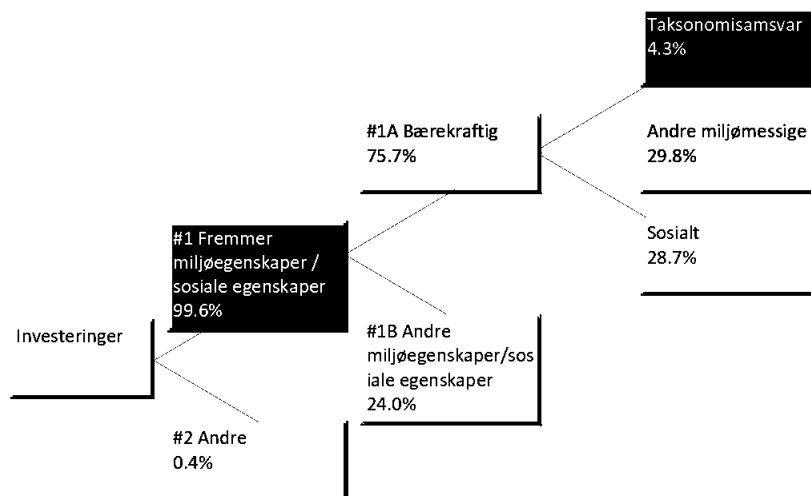 Taksonomisamsvar
4.3%
#1A Bærekraftig
75.7%
Andre miljømessige
29.8%
#1 Fremmer
miljøegenskaper /
sosiale egenskaper
99.6%
Sosialt
28.7%
Investeringer
#1B Andre
miljøegenskaper/sos
iale egenskaper
24.0%
#2 Andre
0.4%